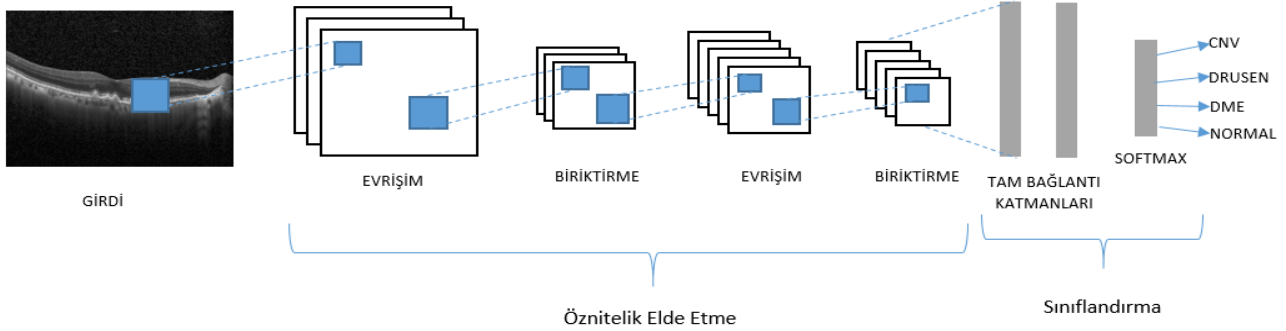 GİRDİ
EVRİŞİM
BİRİKTİRME
EVRİŞİM
BİRİKTİRME
TAM BAĞLANTI
KATMANLARI
SOFTMAX
CNV
DRUSEN
DME
NORMAL
Öznitelik Elde Etme
Sınıflandırma